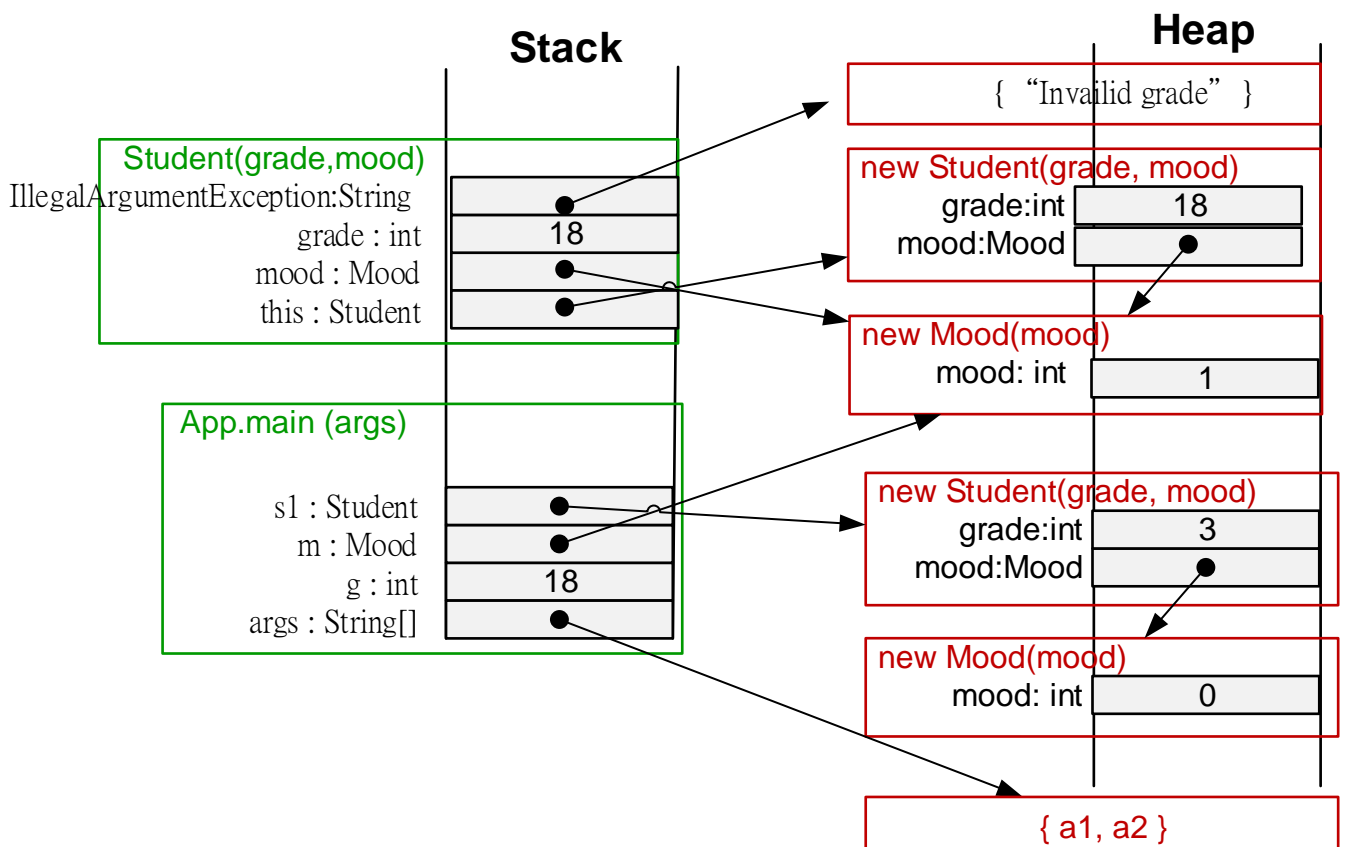 Stack
Heap
{ “Invailid grade” }
Student(grade,mood)
IllegalArgumentException:String
grade : int
18
mood : Mood
this : Student
new Student(grade, mood)
grade:int
18
mood:Mood
new Mood(mood)
mood: int
1
App.main (args)
s1 : Student
m : Mood
g : int
18
args : String[]
new Student(grade, mood)
grade:int
3
mood:Mood
new Mood(mood)
mood: int
0
{ a1, a2 }